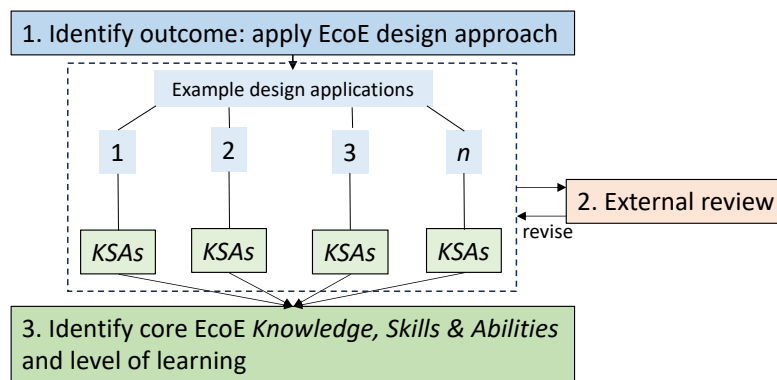 1. Identify outcome: apply EcoE design approach
Example design applications
1 2 3 n
2. External review
revise
KSAs KSAs KSAs KSAs
3. Identify core EcoE Knowledge, Skills & Abilities
and level of learning